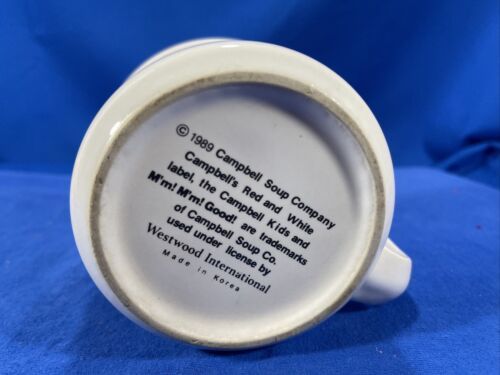 © 1989 Campbell Soup Company
Campbell's Red and White
label, the Campbell Kids and
M'm! M'm! Good! are trademarks
of Campbell Soup Co.
used under license by
Westwood International
Made in Korea